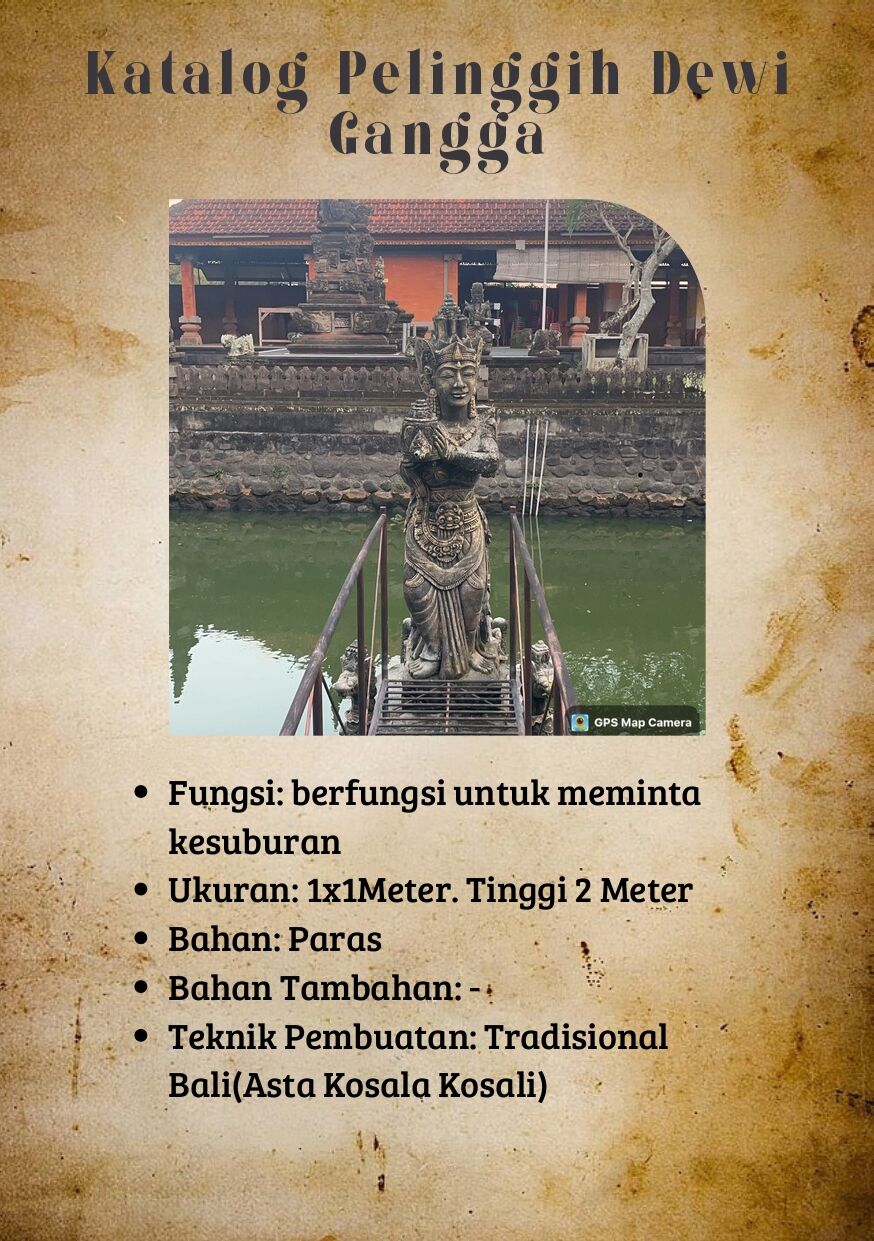 Katalog Pelinggih Dewi
Gangga
GPS Map Camera
Fungsi: berfungsi untuk meminta
kesuburan
Ukuran: 1x1Meter. Tinggi 2 Meter
Bahan: Paras
Bahan Tambahan: -
Teknik Pembuatan: Tradisional
Bali(Asta Kosala Kosali)